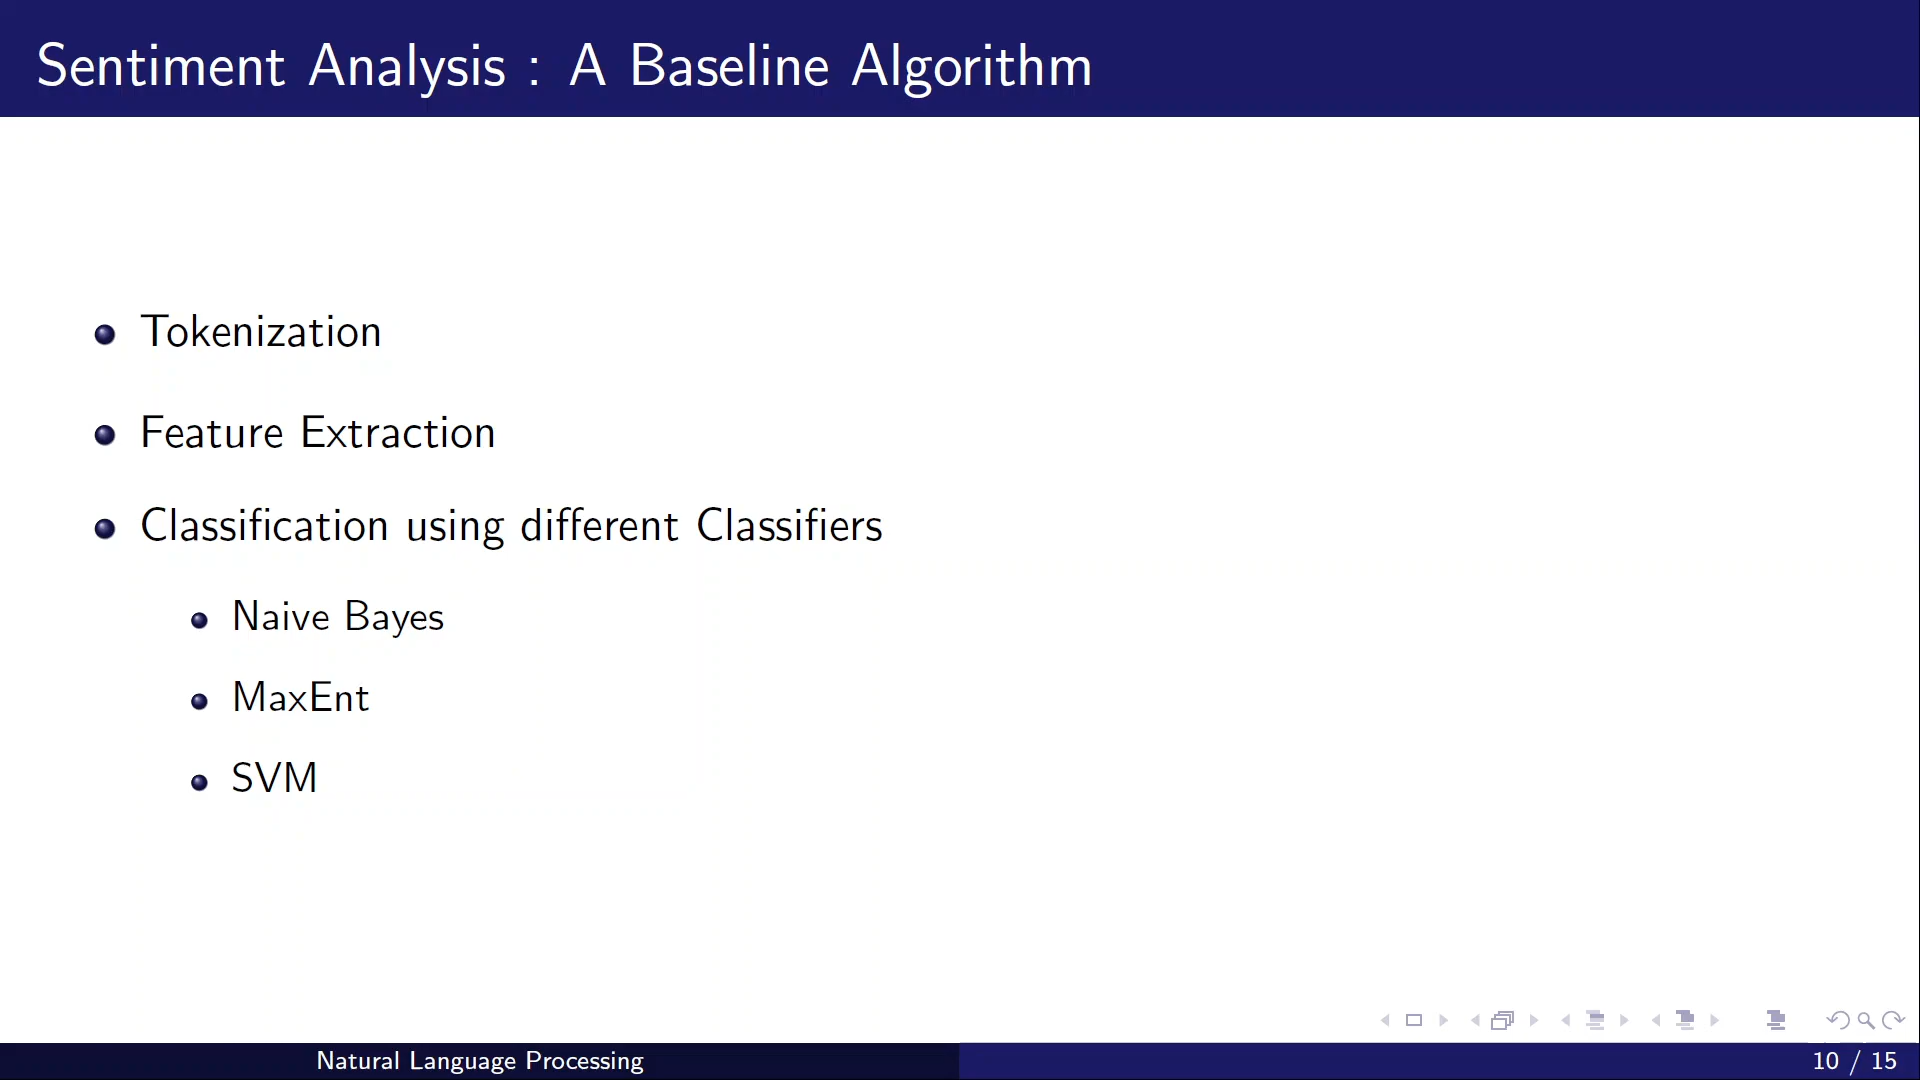 Sentiment Analysis : A Baseline Algorithm
Tokenization
Feature Extraction
Classification using different Classifiers
Naive Bayes
MaxEnt
SVM
Natural Language Processing
10 / 15